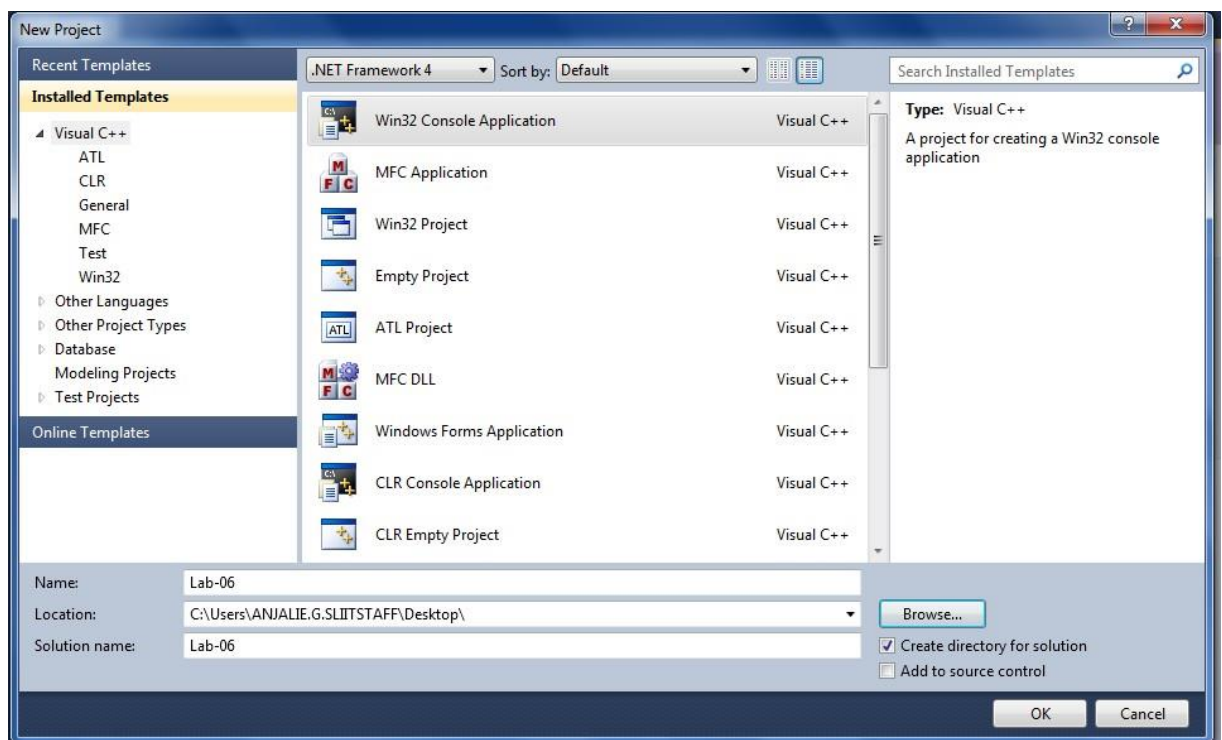 New Project
Recent Templates
Installed Templates
Visual C++
ATL
CLR
General
MFC
Test
Win32
Other Languages
Other Project Types
Database
Modeling Projects
Test Projects
Online Templates
.NET Framework 4
Sort by: Default
Win32 Console Application Visual C++
MFC Application Visual C++
Win32 Project Visual C++
Empty Project Visual C++
ATL Project Visual C++
MFC DLL Visual C++
Windows Forms Application Visual C++
CLR Console Application Visual C++
CLR Empty Project Visual C++
Search Installed Templates
Type: Visual C++
A project for creating a Win32 console
application
Name: Lab-06
Location: C:\Users\ANJALIE.G.SLIITSTAFF\Desktop\
Browse...
Solution name: Lab-06
Create directory for solution
Add to source control
OK Cancel